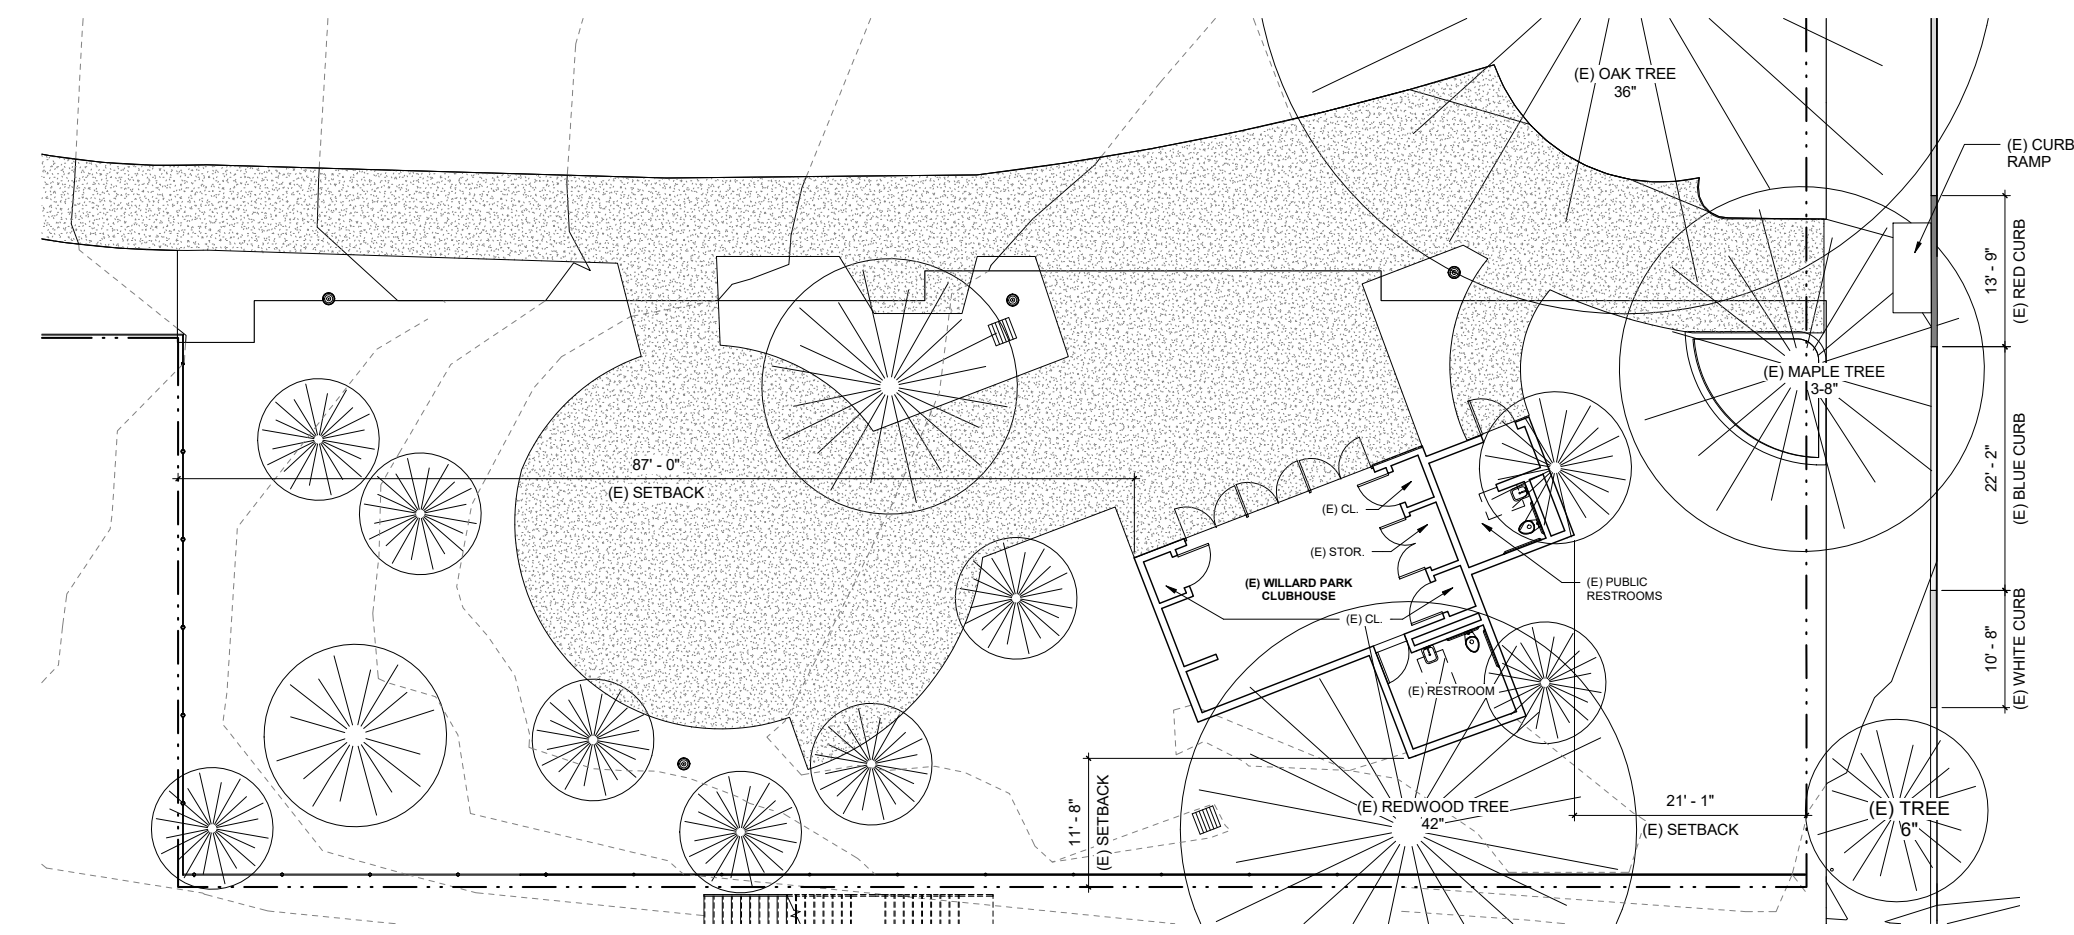 (E) OAK TREE
36"
(E) CURB
RAMP
13' - 9"
(E) RED CURB
(E) MAPLE TREE
3-8"
22' - 2"
(E) BLUE CURB
87' - 0"
(E) SETBACK
(E) CL.
(E) STOR.
(E) WILLARD PARK
CLUBHOUSE
(E) PUBLIC
RESTROOMS
(E) CL.
10' - 8"
(E) WHITE CURB
(E) RESTROOM
11' - 8"
(E) SETBACK
(E) REDWOOD TREE
42"
21' - 1"
(E) SETBACK
(E) TREE
6"